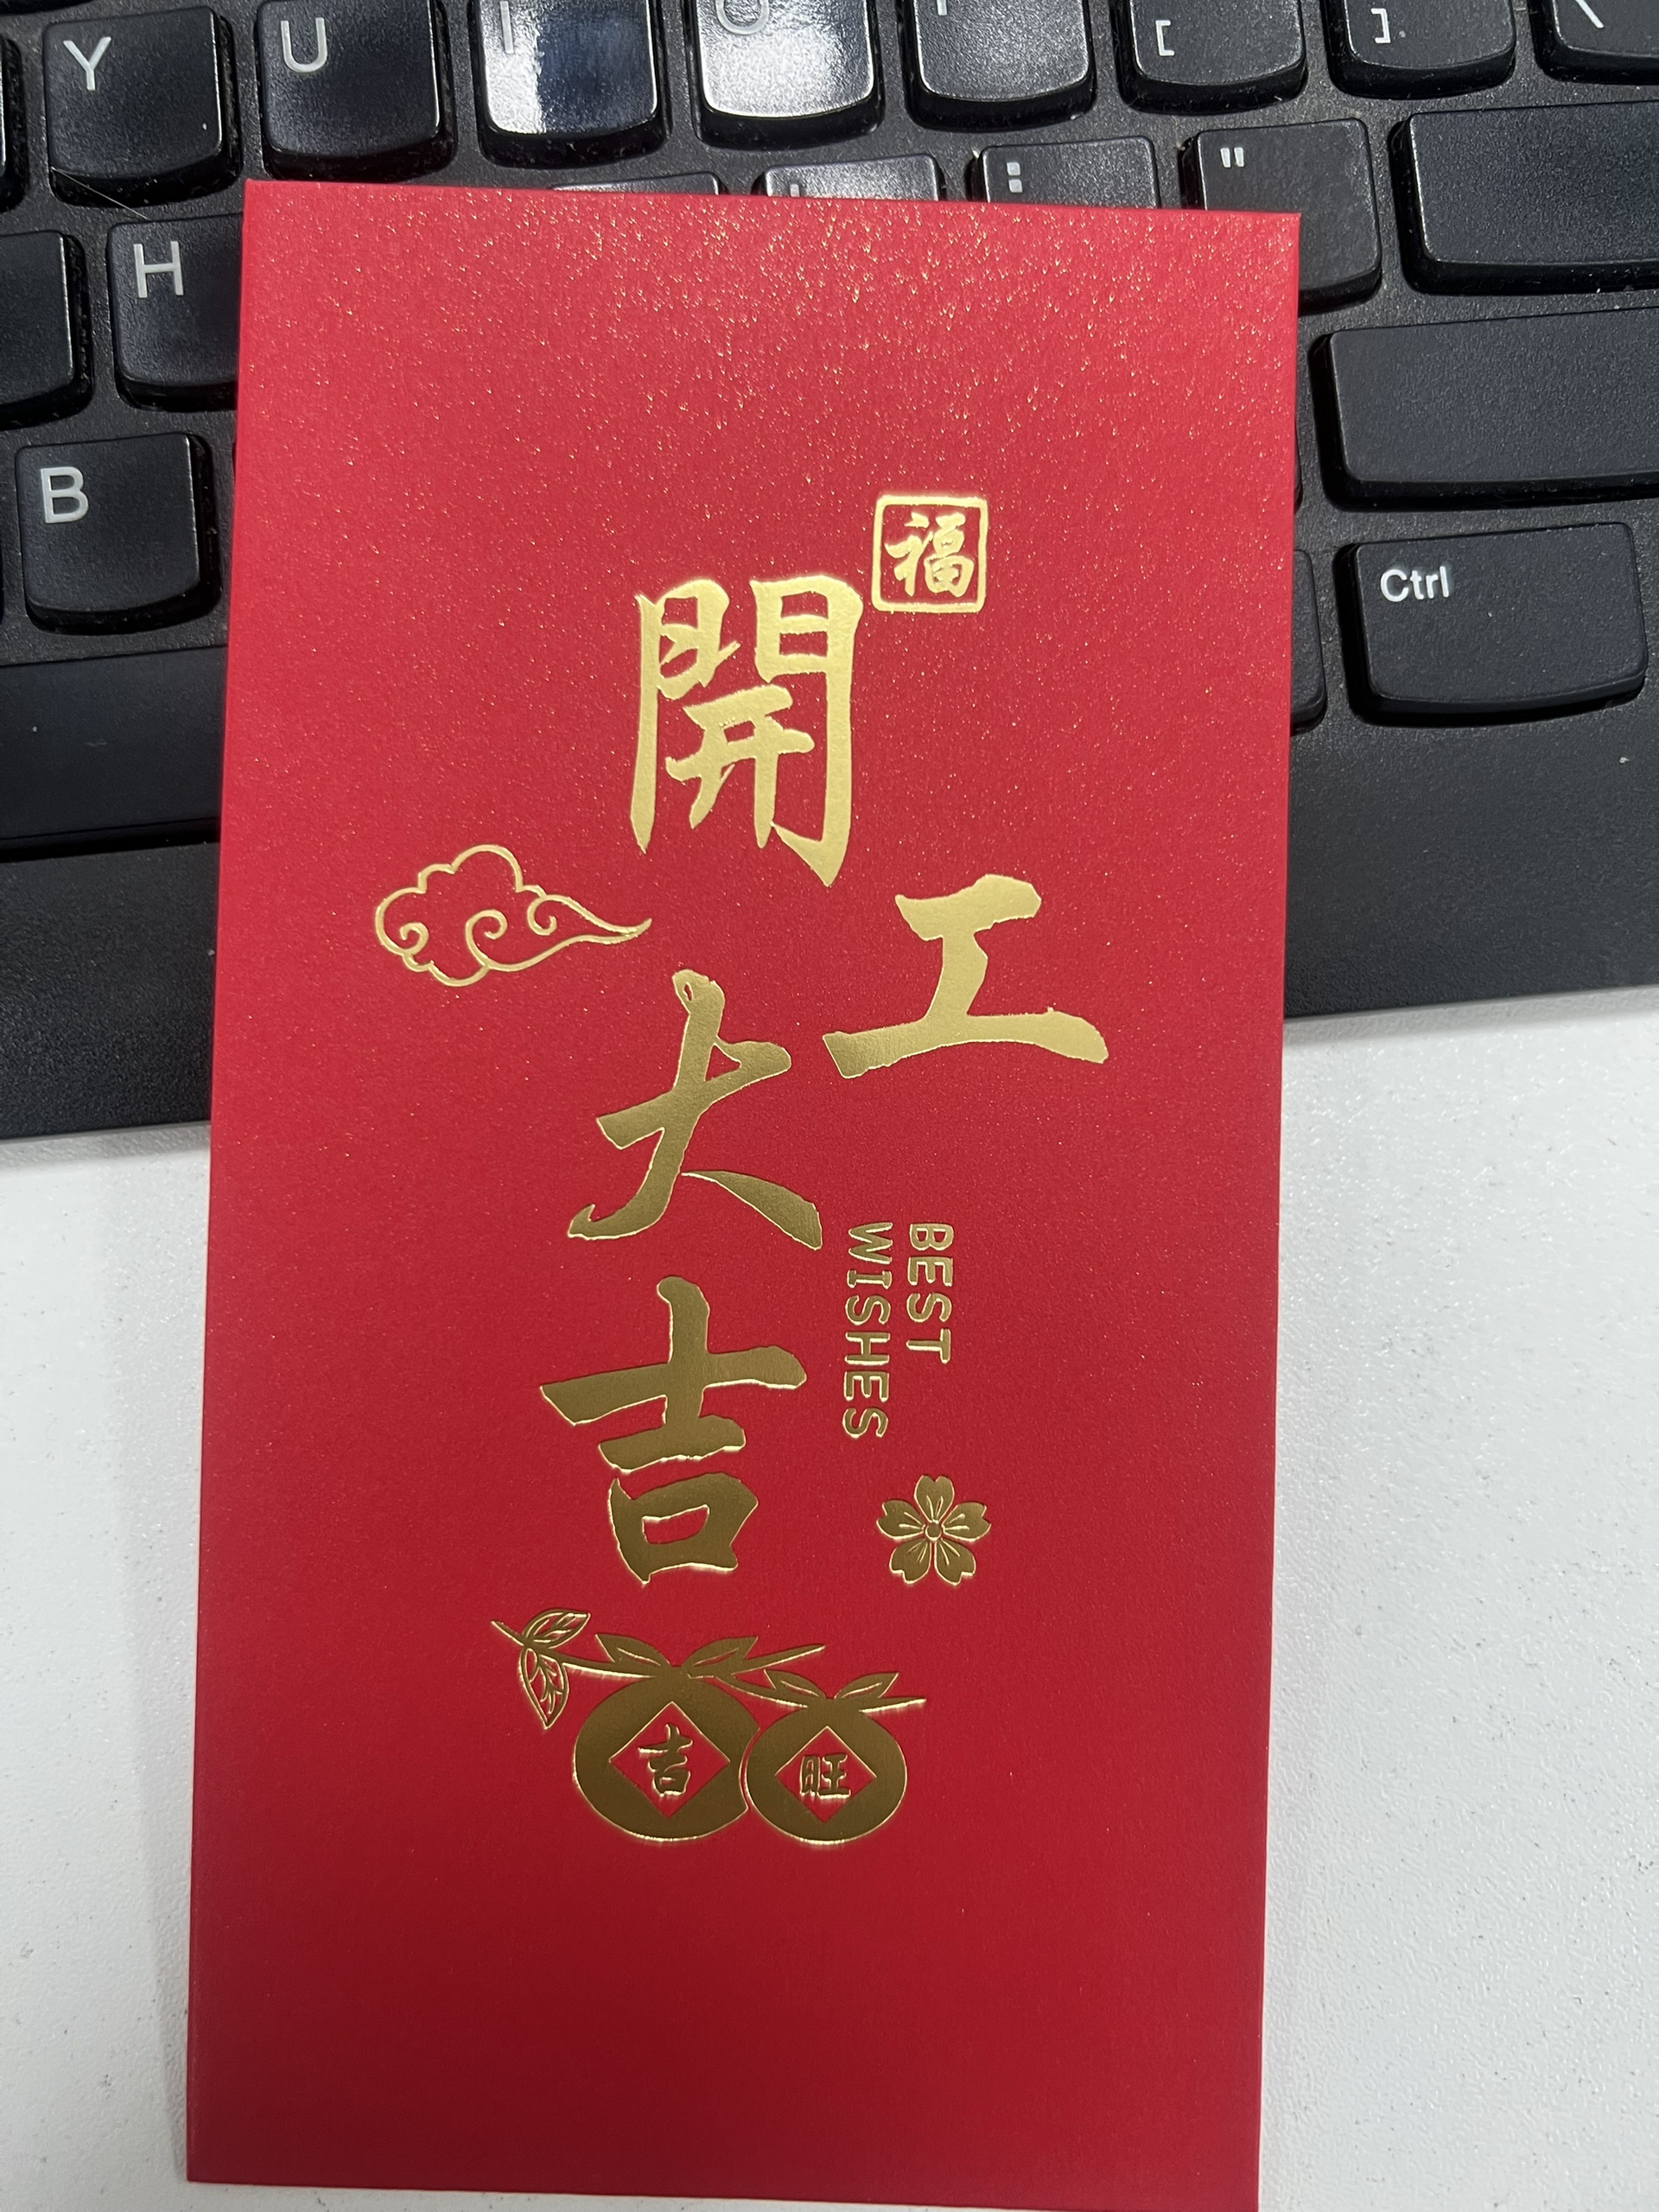 Y U I O [ ] \
H : "
B Ctrl
福
開
工
大
吉
BEST
WISHES
吉 旺